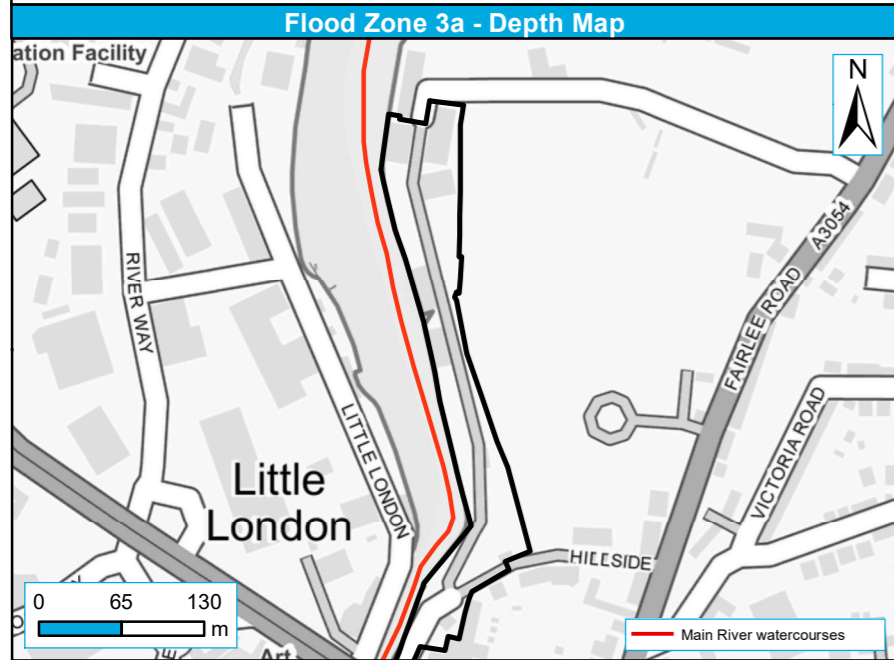 Flood Zone 3a - Depth Map
ation Facility
N
A3054
FAIRLEE ROAD
RIVER WAY
LITTLE LONDON
VICTORIA ROAD
Little
London
HILLSIDE
0 65 130
m
Main River watercourses
Art